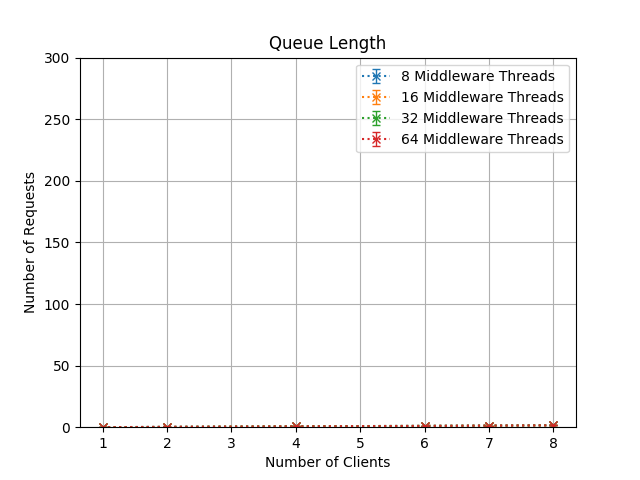 Queue Length
300
250
200
150
100
50
0
Number of Requests
8 Middleware Threads
16 Middleware Threads
32 Middleware Threads
64 Middleware Threads
1 2 3 4 5 6 7 8
Number of Clients